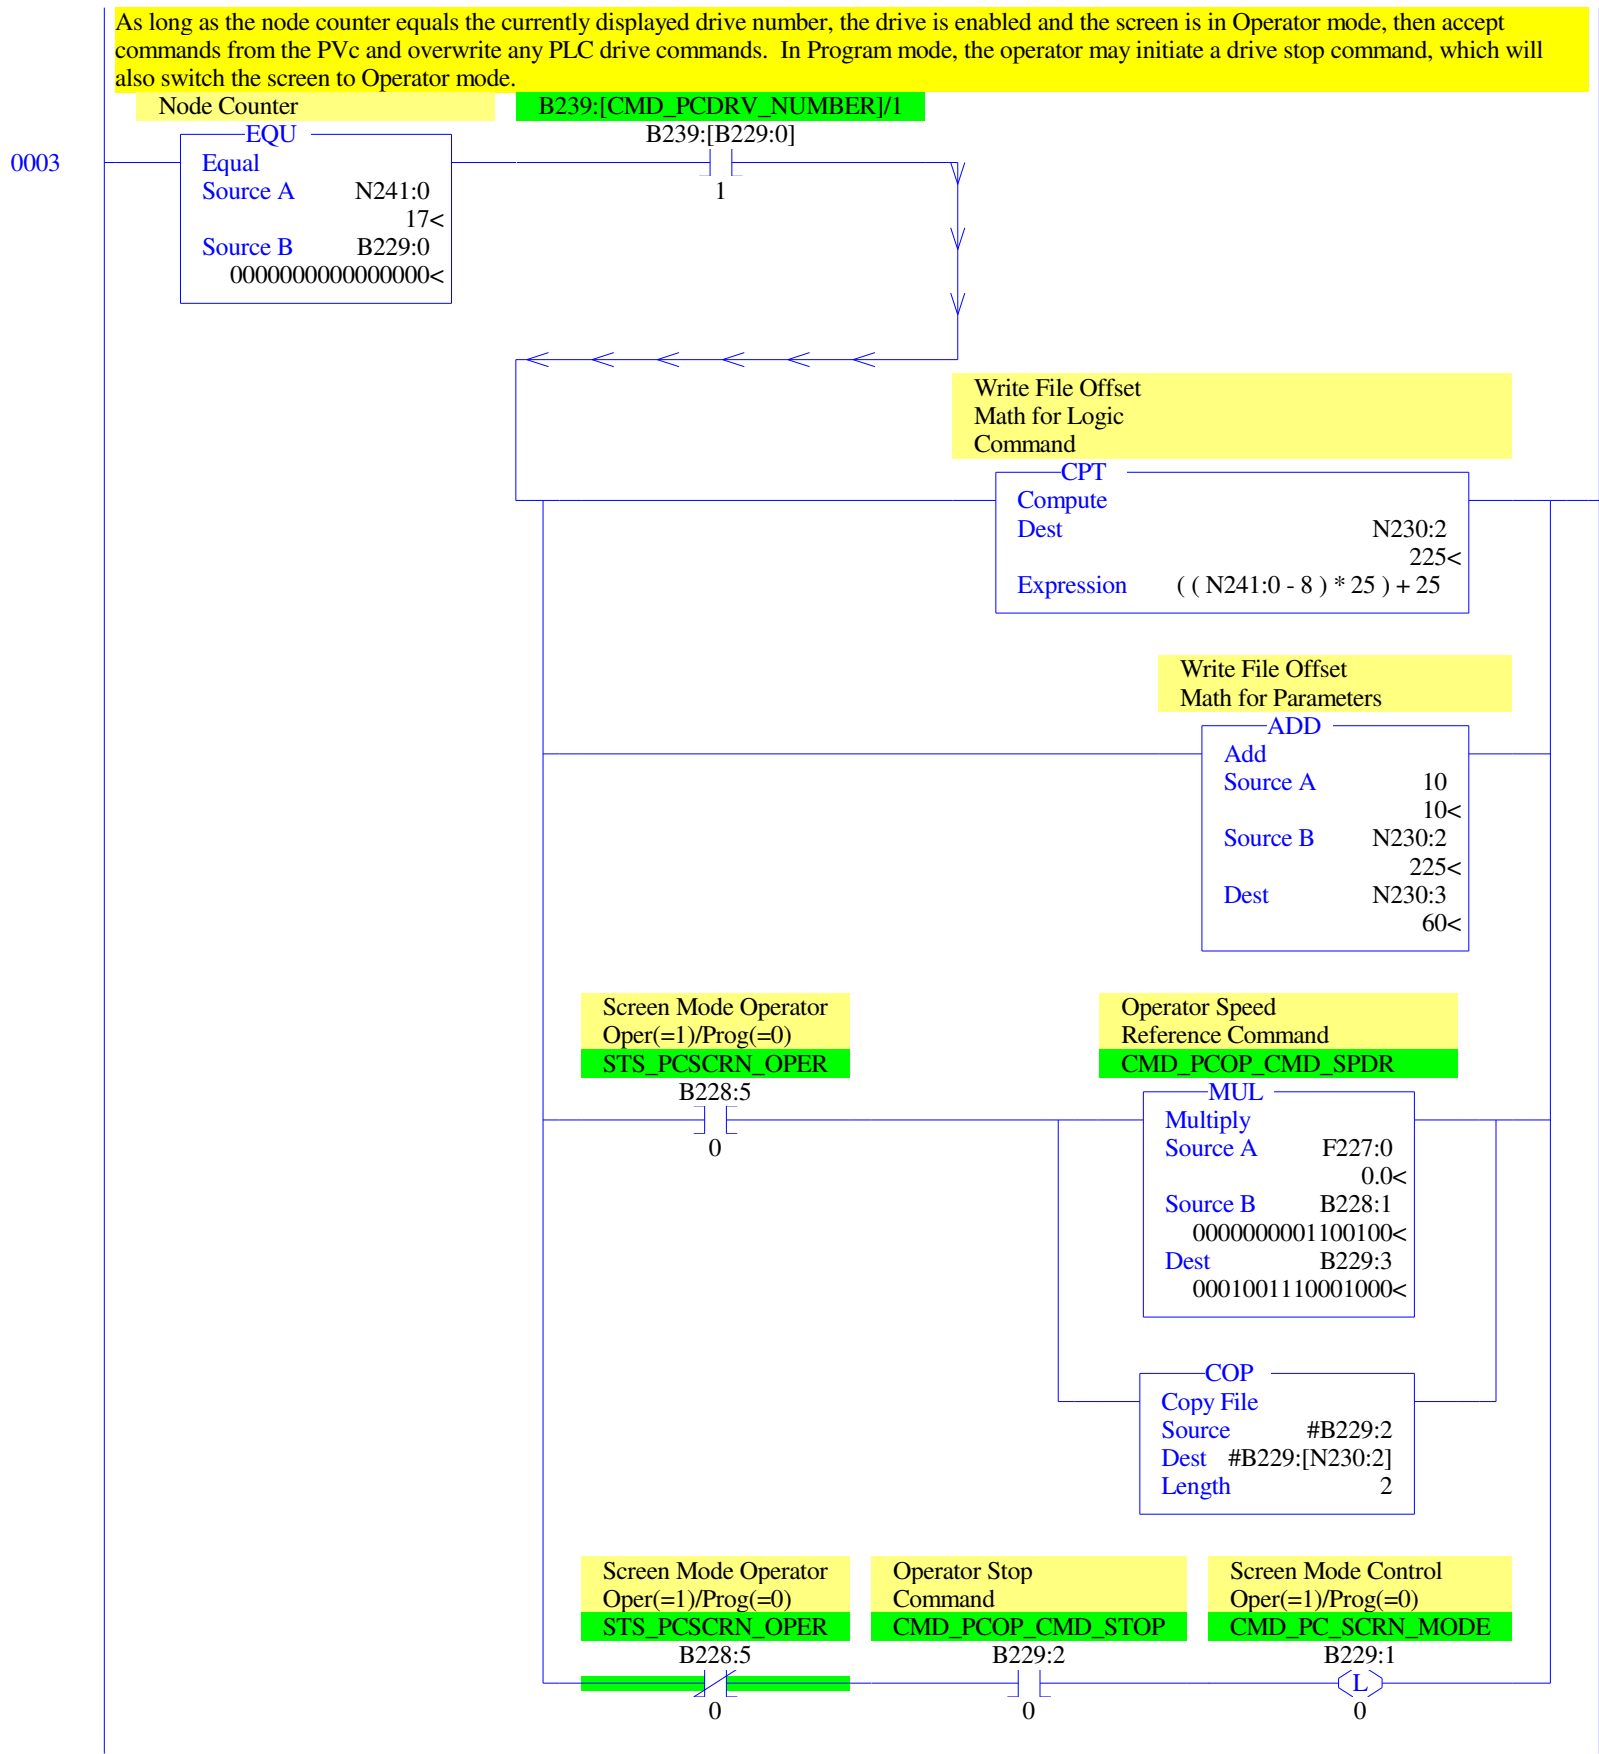 As long as the node counter equals the currently displayed drive number, the drive is enabled and the screen is in Operator mode, then accept
commands from the PVc and overwrite any PLC drive commands.  In Program mode, the operator may initiate a drive stop command, which will
also switch the screen to Operator mode.
Node Counter
B239:[CMD_PCDRV_NUMBER]/1
EQU
B239:[B229:0]
0003
Equal
Source A N241:0
1
17<
Source B B229:0
0000000000000000<
Write File Offset
Math for Logic
Command
CPT
Compute
Dest N230:2
225<
Expression ( ( N241:0 - 8 ) * 25 ) + 25
Write File Offset
Math for Parameters
ADD
Add
Source A 10
10<
Source B N230:2
225<
Dest N230:3
60<
Screen Mode Operator
Oper(=1)/Prog(=0)
STS_PCSCRN_OPER
B228:5
0
Operator Speed
Reference Command
CMD_PCOP_CMD_SPDR
MUL
Multiply
Source A F227:0
0.0<
Source B B228:1
0000000001100100<
Dest B229:3
0001001110001000<
COP
Copy File
Source #B229:2
Dest #B229:[N230:2]
Length 2
Screen Mode Operator
Oper(=1)/Prog(=0)
STS_PCSCRN_OPER
B228:5
0
Operator Stop
Command
CMD_PCOP_CMD_STOP
B229:2
0
Screen Mode Control
Oper(=1)/Prog(=0)
CMD_PC_SCRN_MODE
B229:1
L
0